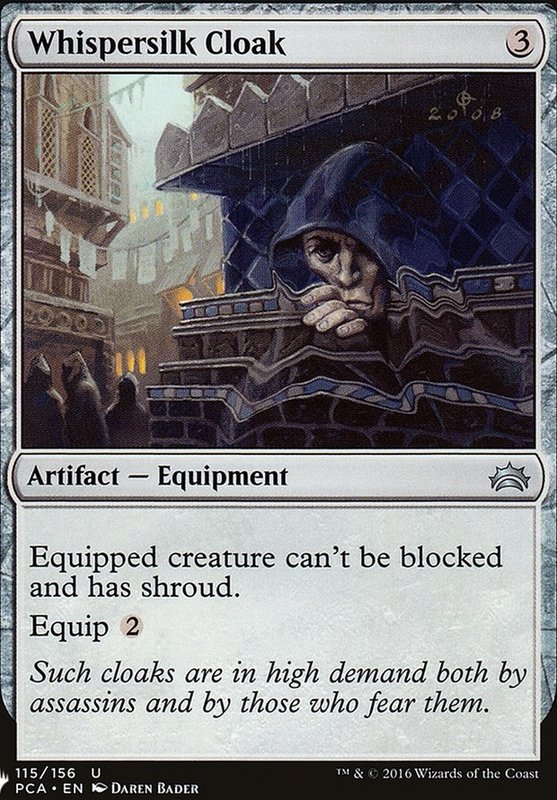 Whispersilk Cloak 3
2008
Artifact — Equipment
Equipped creature can't be blocked
and has shroud.
Equip 2
Such cloaks are in high demand both by
assassins and by those who fear them.
115/156 U
PCA • EN Daren Bader
™ & © 2016 Wizards of the Coast